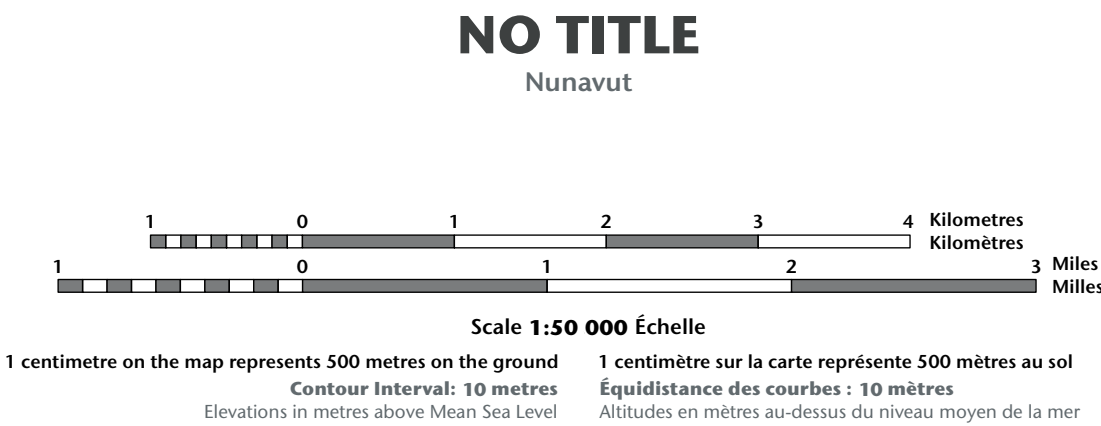 NO TITLE
Nunavut
1 0 1 2 3 4 Kilometres
Kilomètres
1 0 1 2 3 Miles
Milles
Scale 1:50 000 Échelle
1 centimetre on the map represents 500 metres on the ground
Contour Interval: 10 metres
Elevations in metres above Mean Sea Level
1 centimètre sur la carte représente 500 mètres au sol
Équidistance des courbes : 10 mètres
Altitudes en mètres au-dessus du niveau moyen de la mer